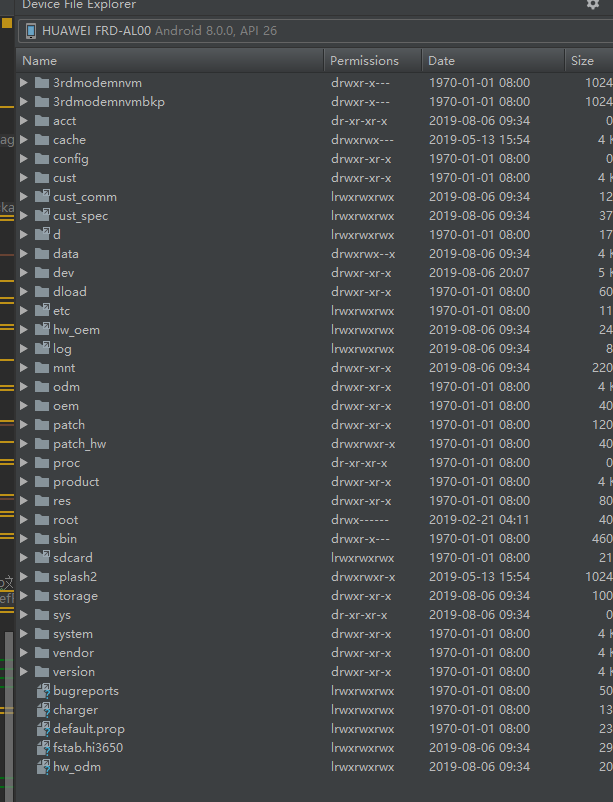 Device File Explorer
HUAWEI FRD-AL00 Android 8.0.0, API 26
Name Permissions Date Size
3rdmodemnvm drwxr-x--- 1970-01-01 08:00 1024
3rdmodemnvmbkp drwxr-x--- 1970-01-01 08:00 1024
acct dr-xr-xr-x 2019-08-06 09:34 0
cache drwxrwx--- 2019-05-13 15:54 4 K
config drwxr-xr-x 1970-01-01 08:00 0
cust drwxr-xr-x 1970-01-01 08:00 4 K
cust_comm lrwxrwxrwx 2019-08-06 09:34 12
cust_spec lrwxrwxrwx 2019-08-06 09:34 37
d lrwxrwxrwx 1970-01-01 08:00 17
data drwxrwx--x 2019-08-06 09:34 4 K
dev drwxr-xr-x 2019-08-06 20:07 5 K
dload drwxr-xr-x 1970-01-01 08:00 60
etc lrwxrwxrwx 1970-01-01 08:00 11
hw_oem lrwxrwxrwx 2019-08-06 09:34 24
log lrwxrwxrwx 2019-08-06 09:34 8
mnt drwxr-xr-x 2019-08-06 09:34 220
odm drwxr-xr-x 1970-01-01 08:00 4 K
oem drwxr-xr-x 1970-01-01 08:00 40
patch drwxr-xr-x 1970-01-01 08:00 120
patch_hw drwxrwxr-x 1970-01-01 08:00 40
proc dr-xr-xr-x 1970-01-01 08:00 0
product drwxr-xr-x 1970-01-01 08:00 4 K
res drwxr-xr-x 1970-01-01 08:00 80
root drwx------ 2019-02-21 04:11 40
sbin drwxr-x--- 1970-01-01 08:00 460
sdcard lrwxrwxrwx 1970-01-01 08:00 21
splash2 drwxrwxr-x 2019-05-13 15:54 1024
storage drwxr-xr-x 2019-08-06 09:34 100
sys dr-xr-xr-x 2019-08-06 09:34 0
system drwxr-xr-x 1970-01-01 08:00 4 K
vendor drwxr-xr-x 1970-01-01 08:00 4 K
version drwxr-xr-x 1970-01-01 08:00 4 K
bugreports lrwxrwxrwx 1970-01-01 08:00 50
charger lrwxrwxrwx 1970-01-01 08:00 13
default.prop lrwxrwxrwx 1970-01-01 08:00 23
fstab.hi3650 lrwxrwxrwx 2019-08-06 09:34 29
hw_odm lrwxrwxrwx 2019-08-06 09:34 20